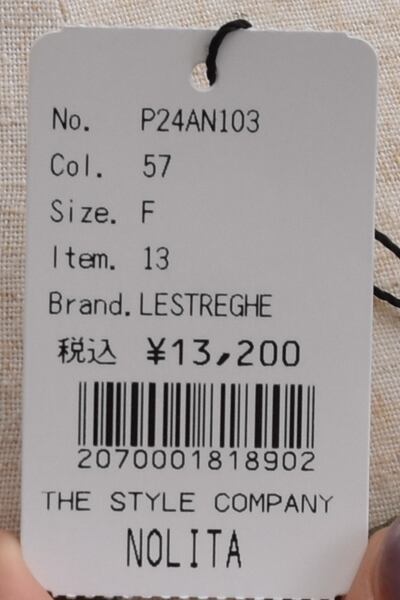 No. P24AN103
Col. 57
Size. F
Item. 13
Brand. LESTREGHE
税込 ¥13,200
2070001818902
THE STYLE COMPANY
NOLITA